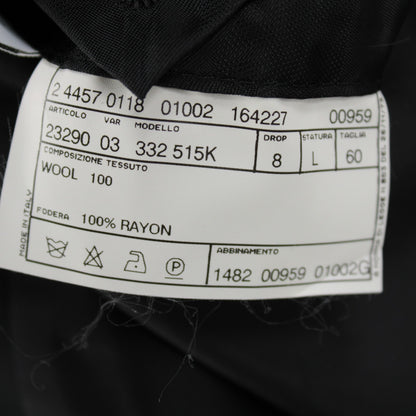 2 4457 0118 01002 164227 00959
ARTICOLO VAR MODELLO DROP STATURA TAGLIA
23290 03 332 515K 8 L 60
COMPOSIZIONE TESSUTO
WOOL 100
FODERA 100% RAYON
P
ABBINAMENTO
1482 00959 01002G
MADE IN ITALY